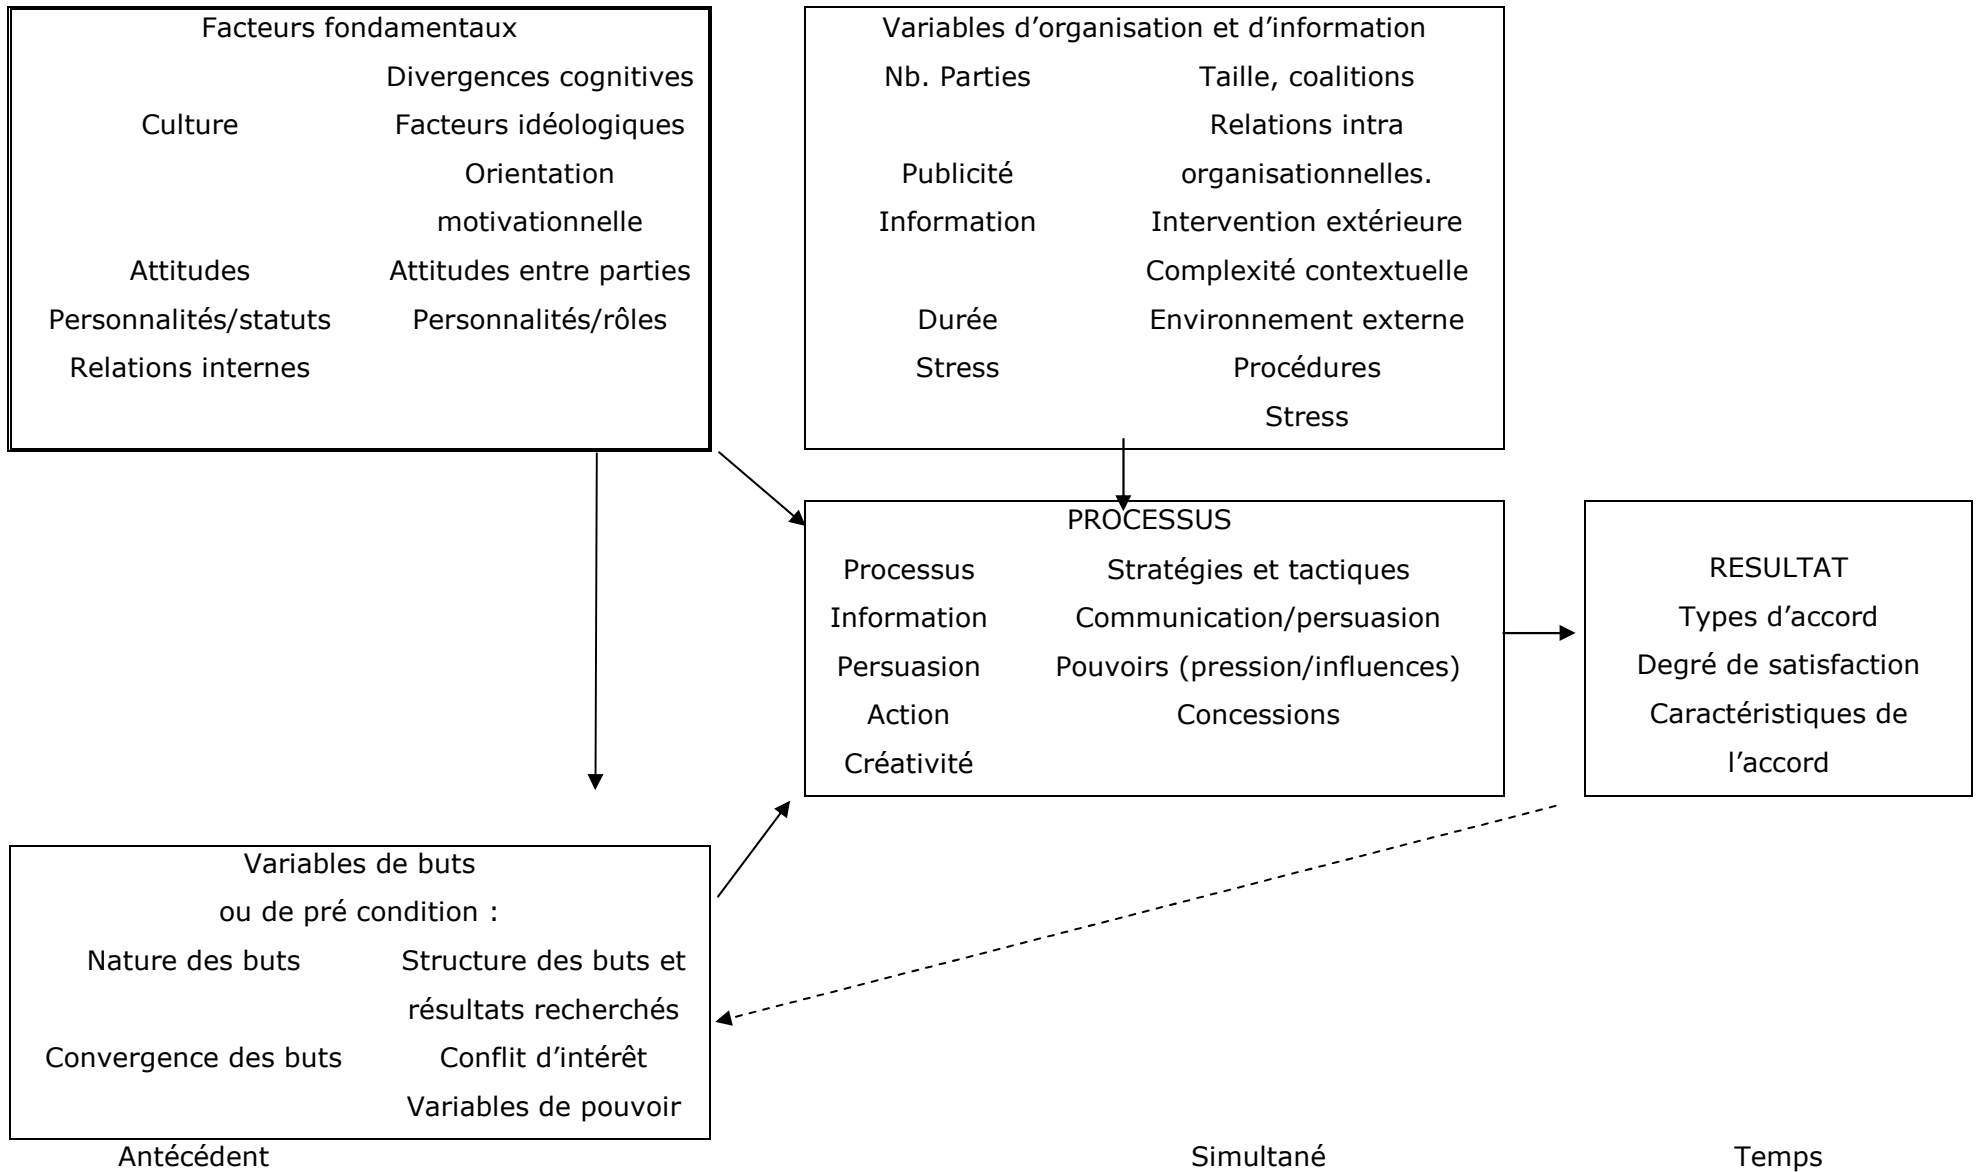 Facteurs fondamentaux
Divergences cognitives
Culture Facteurs idéologiques
Orientation
motivationnelle
Attitudes Attitudes entre parties
Personnalités/statuts Personnalités/rôles
Relations internes
Variables d’organisation et d’information
Nb. Parties Taille, coalitions
Relations intra
Publicité organisationnelles.
Information Intervention extérieure
Complexité contextuelle
Durée Environnement externe
Stress Procédures
Stress
PROCESSUS
Processus Stratégies et tactiques
Information Communication/persuasion
Persuasion Pouvoirs (pression/influences)
Action Concessions
Créativité
RESULTAT
Types d’accord
Degré de satisfaction
Caractéristiques de
l’accord
Variables de buts
ou de pré condition :
Nature des buts Structure des buts et
résultats recherchés
Convergence des buts Conflit d’intérêt
Variables de pouvoir
Antécédent Simultané Temps